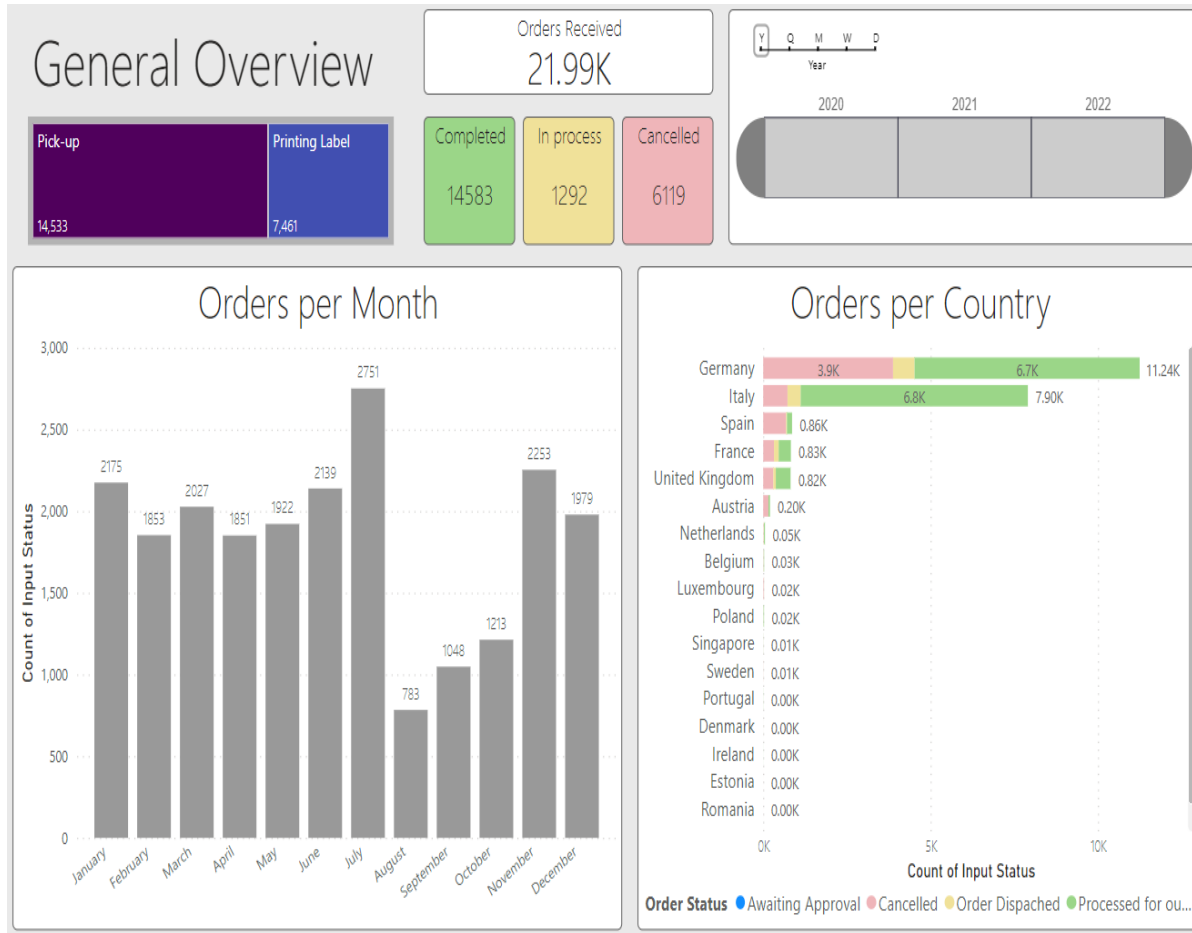 General Overview
Orders Received
21.99K
Y Q M W D
Year
2020 2021 2022
Pick-up
14,533
Printing Label
7,461
Completed
14583
In process
1292
Cancelled
6119
Orders per Month
Count of Input Status
3,000
2,500
2,000
1,500
1,000
500
0
2175
1853
2027
1851
1922
2139
2751
783
1048
1213
2253
1979
January
February
March
April
May
June
July
August
September
October
November
December
Orders per Country
Germany 3.9K 6.7K 11.24K
Italy 6.8K 7.90K
Spain 0.86K
France 0.83K
United Kingdom 0.82K
Austria 0.20K
Netherlands 0.05K
Belgium 0.03K
Luxembourg 0.02K
Poland 0.02K
Singapore 0.01K
Sweden 0.01K
Portugal 0.00K
Denmark 0.00K
Ireland 0.00K
Estonia 0.00K
Romania 0.00K
0K 5K 10K
Count of Input Status
Order Status Awaiting Approval Cancelled Order Dispached Processed for ou...